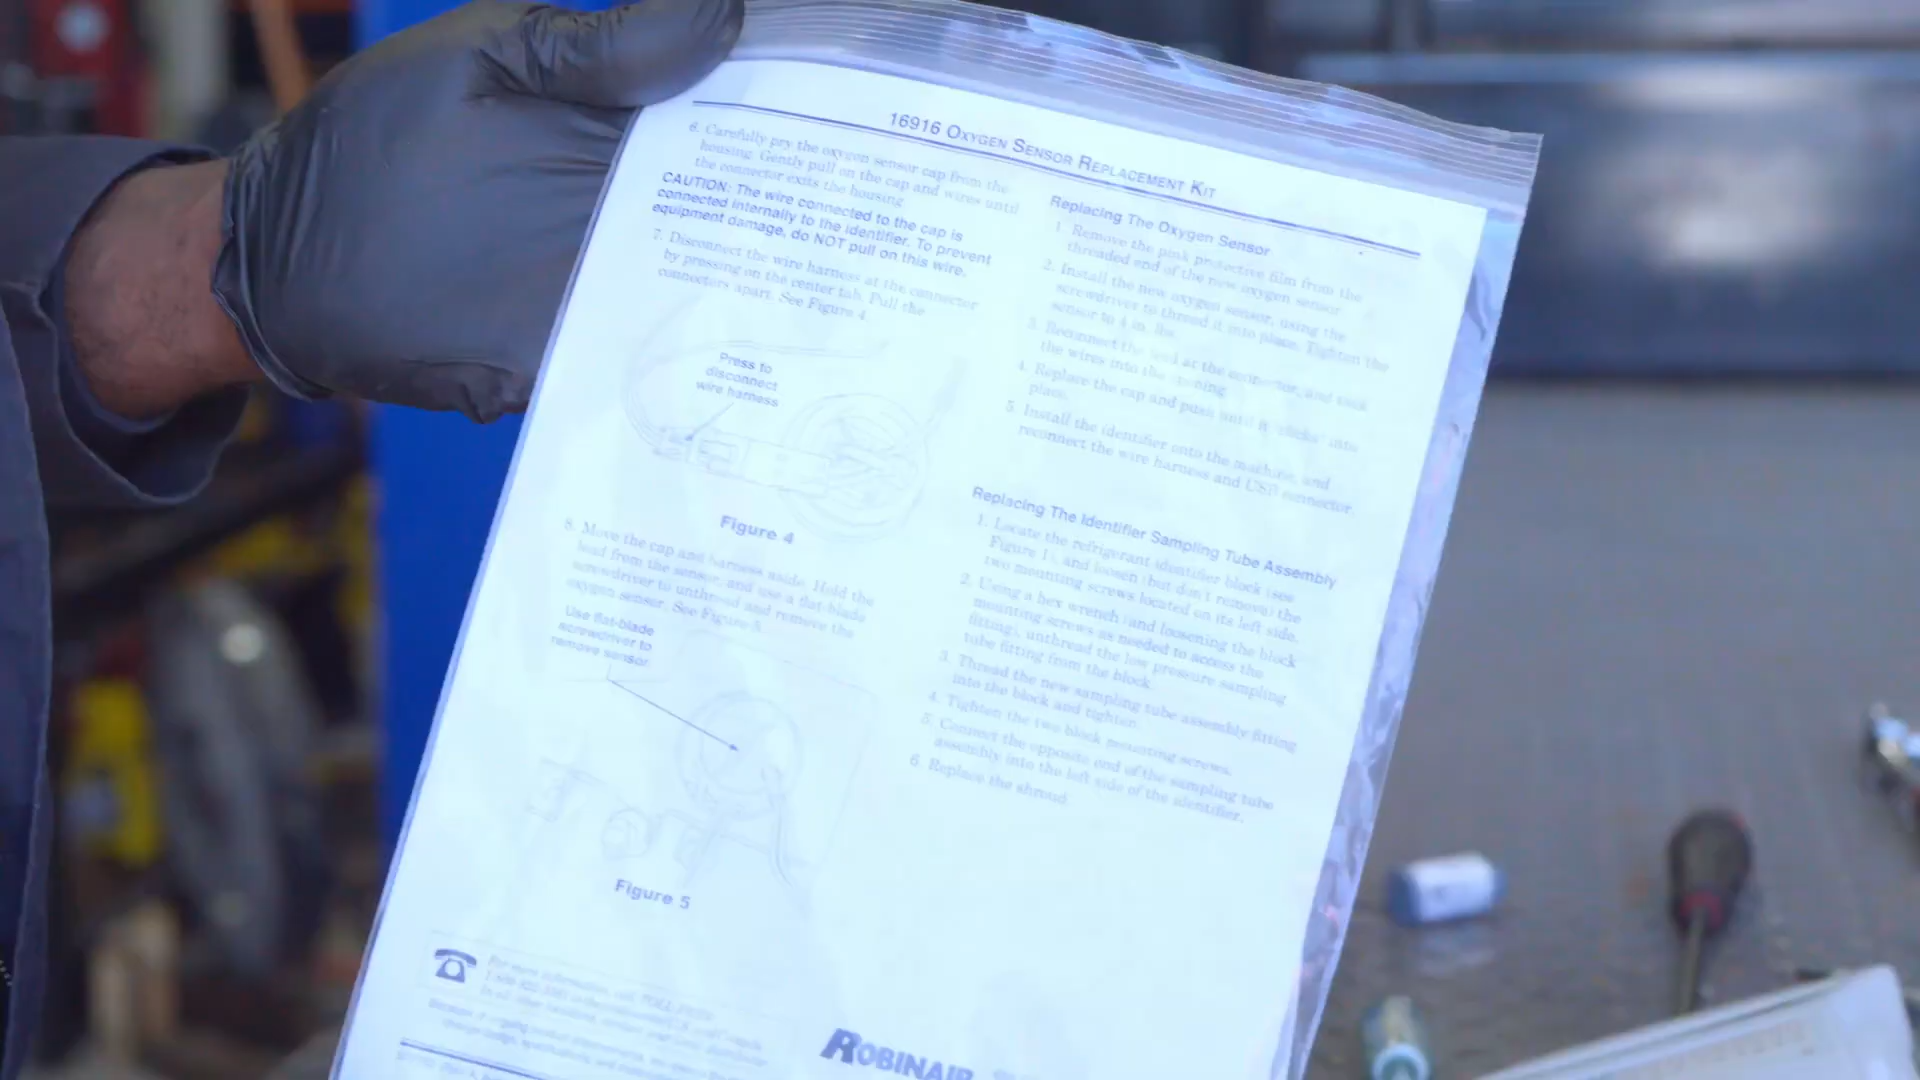 16916 OXYGEN SENSOR REPLACEMENT KIT
6. Carefully pry the oxygen sensor cap from the
housing. Gently pull on the cap and wires until
the connector exits the housing.
CAUTION: The wire connected to the cap is
connected internally to the identifier. To prevent
equipment damage, do NOT pull on this wire.
7. Disconnect the wire harness at the connector
by pressing on the center tab. Pull the
connectors apart. See Figure 4.
Press to
disconnect
wire harness
Figure 4
8. Move the cap and harness aside. Hold the
lead from the sensor, and use a flat-blade
screwdriver to unthread and remove the
oxygen sensor. See Figure 5.
Use flat-blade
screwdriver to
remove sensor.
Figure 5
For more information, call TOLL FREE
Replacing The Oxygen Sensor
1. Remove the pink protective film from the
threaded end of the new oxygen sensor.
2. Install the new oxygen sensor, using the
screwdriver to thread it into place. Tighten the
sensor to 4 in. lbs.
3. Reconnect the lead at the connector, and tuck
the wires into the opening.
4. Replace the cap and push until it "clicks" into
place.
5. Install the identifier onto the machine, and
reconnect the wire harness and USB connector.
Replacing The Identifier Sampling Tube Assembly
1. Locate the refrigerant identifier block (see
Figure 1), and loosen (but don't remove) the
two mounting screws located on its left side.
2. Using a hex wrench (and loosening the block
mounting screws as needed to access the
fitting), unthread the low pressure sampling
tube fitting from the block.
3. Thread the new sampling tube assembly fitting
into the block and tighten.
4. Tighten the two block mounting screws.
5. Connect the opposite end of the sampling tube
assembly into the left side of the identifier.
6. Replace the shroud.
ROBINAIR